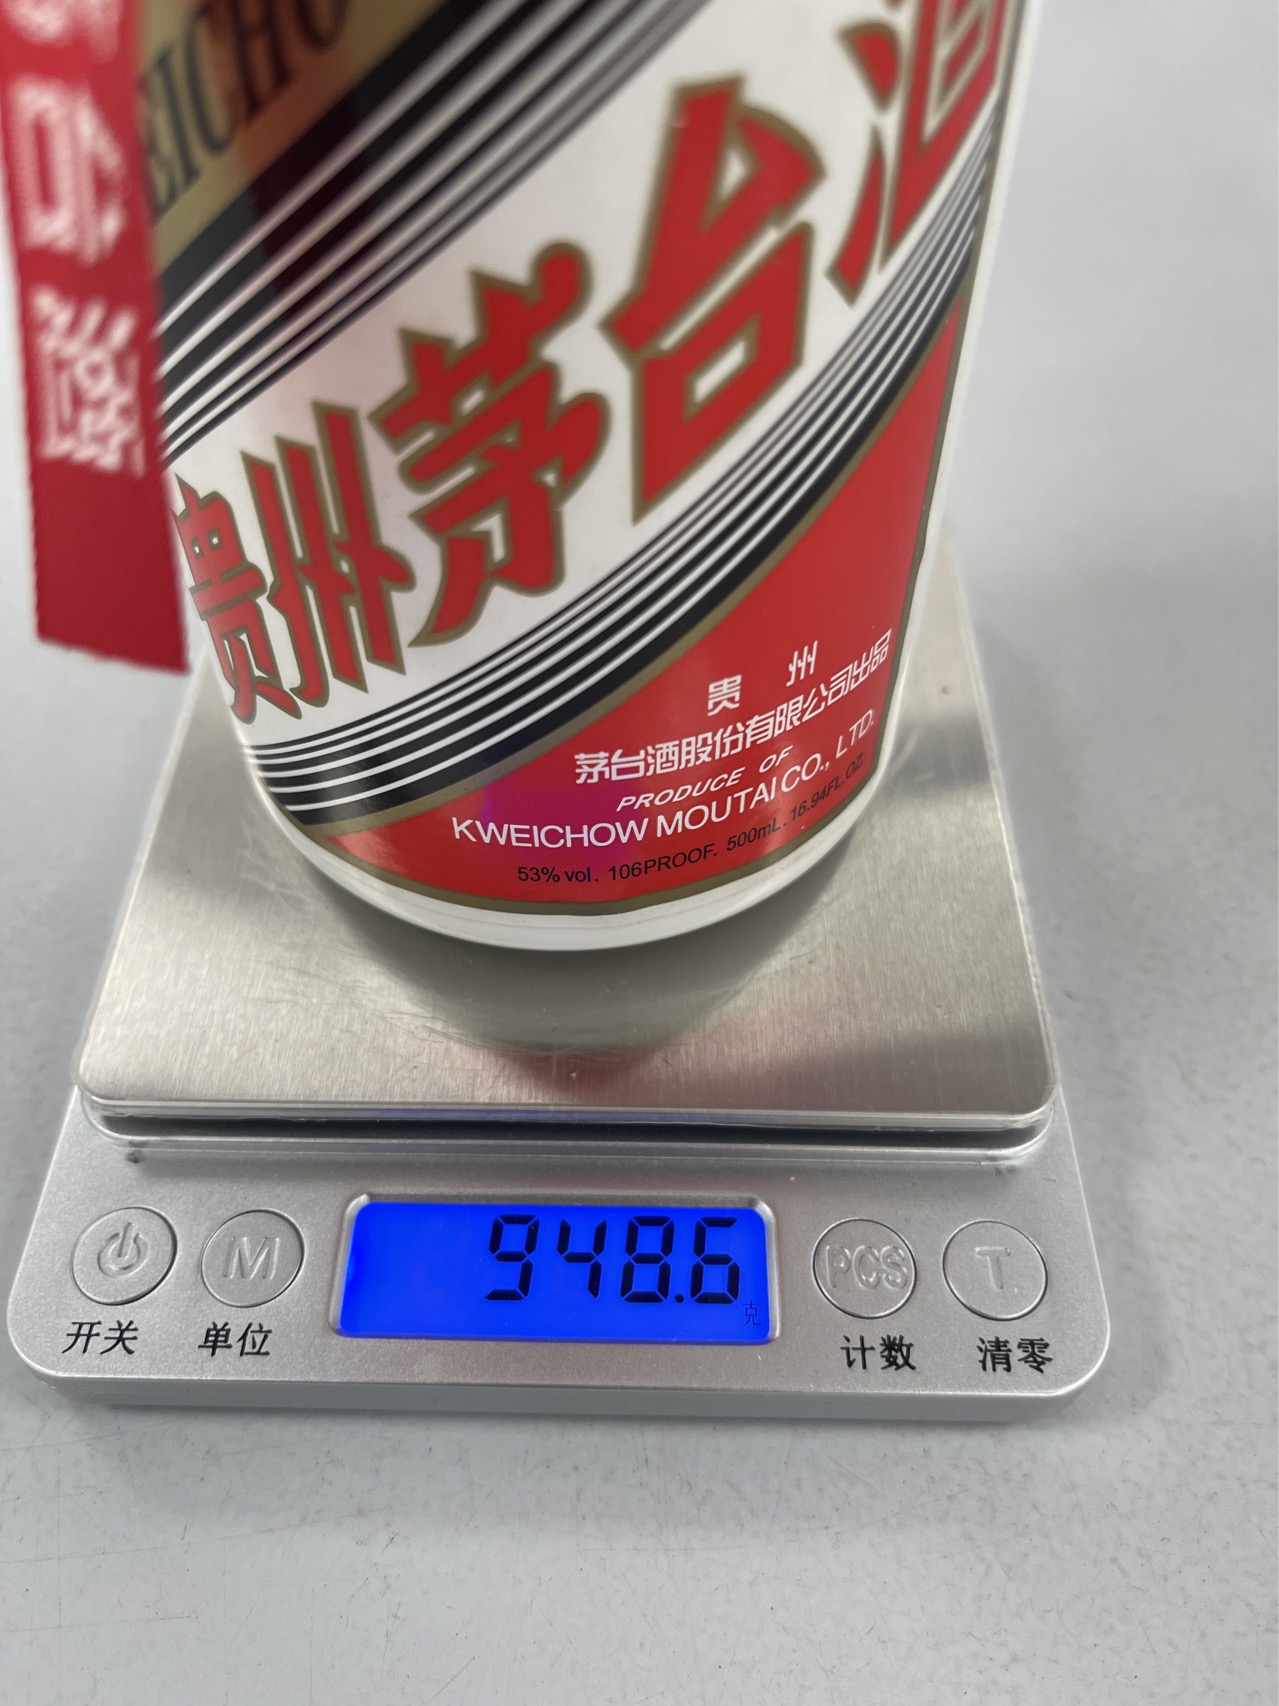 EICHO
贵州茅台酒
贵州
茅台酒股份有限公司出品
PRODUCE OF
KWEICHOW MOUTAI CO., LTD.
53%vol. 106PROOF. 500mL. 16.94FL.OZ.
948.6
克
M
PCS
T
开关
单位
计数
清零